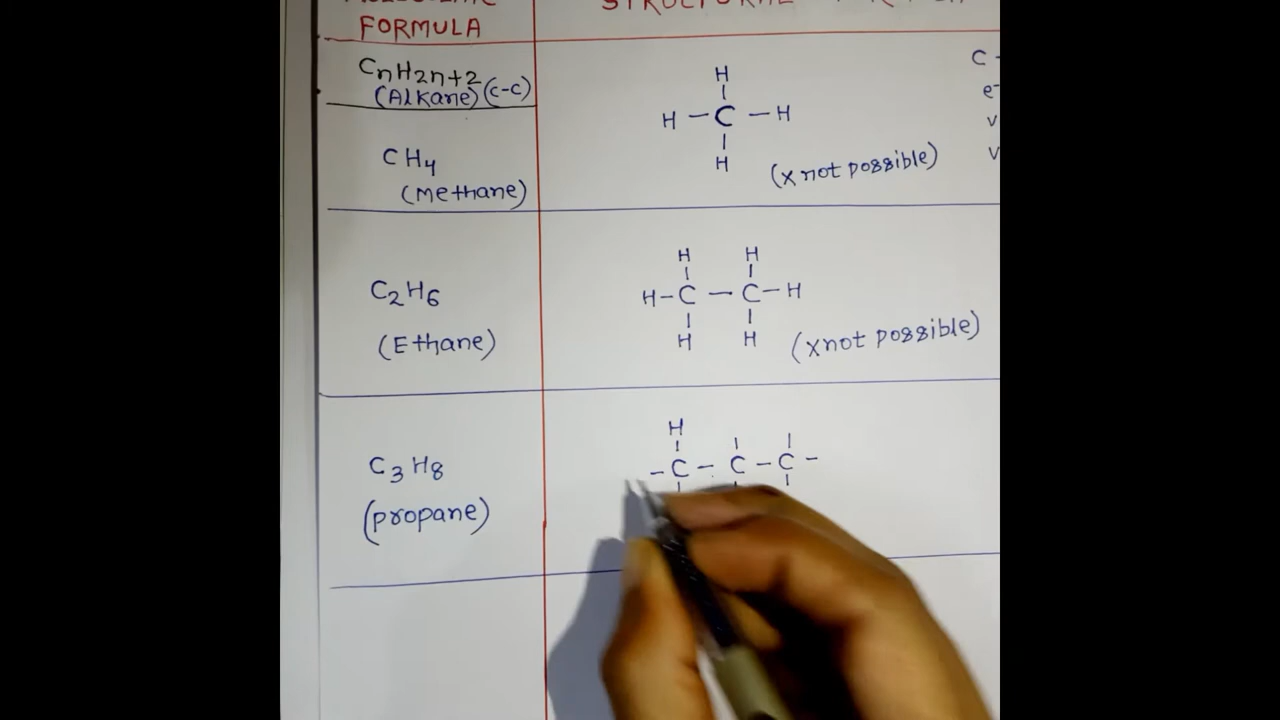 FORMULA
CnH2n+2
(Alkane) (C-C)
H
H - C - H
H
CH4
(Methane)
(x not possible)
H H
H - C - C - H
H H
C2H6
(Ethane)
(x not possible)
H
- C - C - C -
C3H8
(propane)
C -
e-
v
v